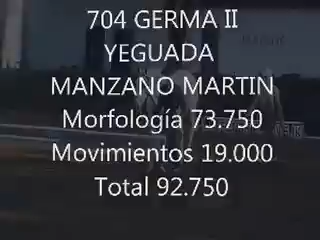 704 GERMA II
YEGUADA
MANZANO MARTIN
Morfología 73.750
Movimientos 19.000
Total 92.750